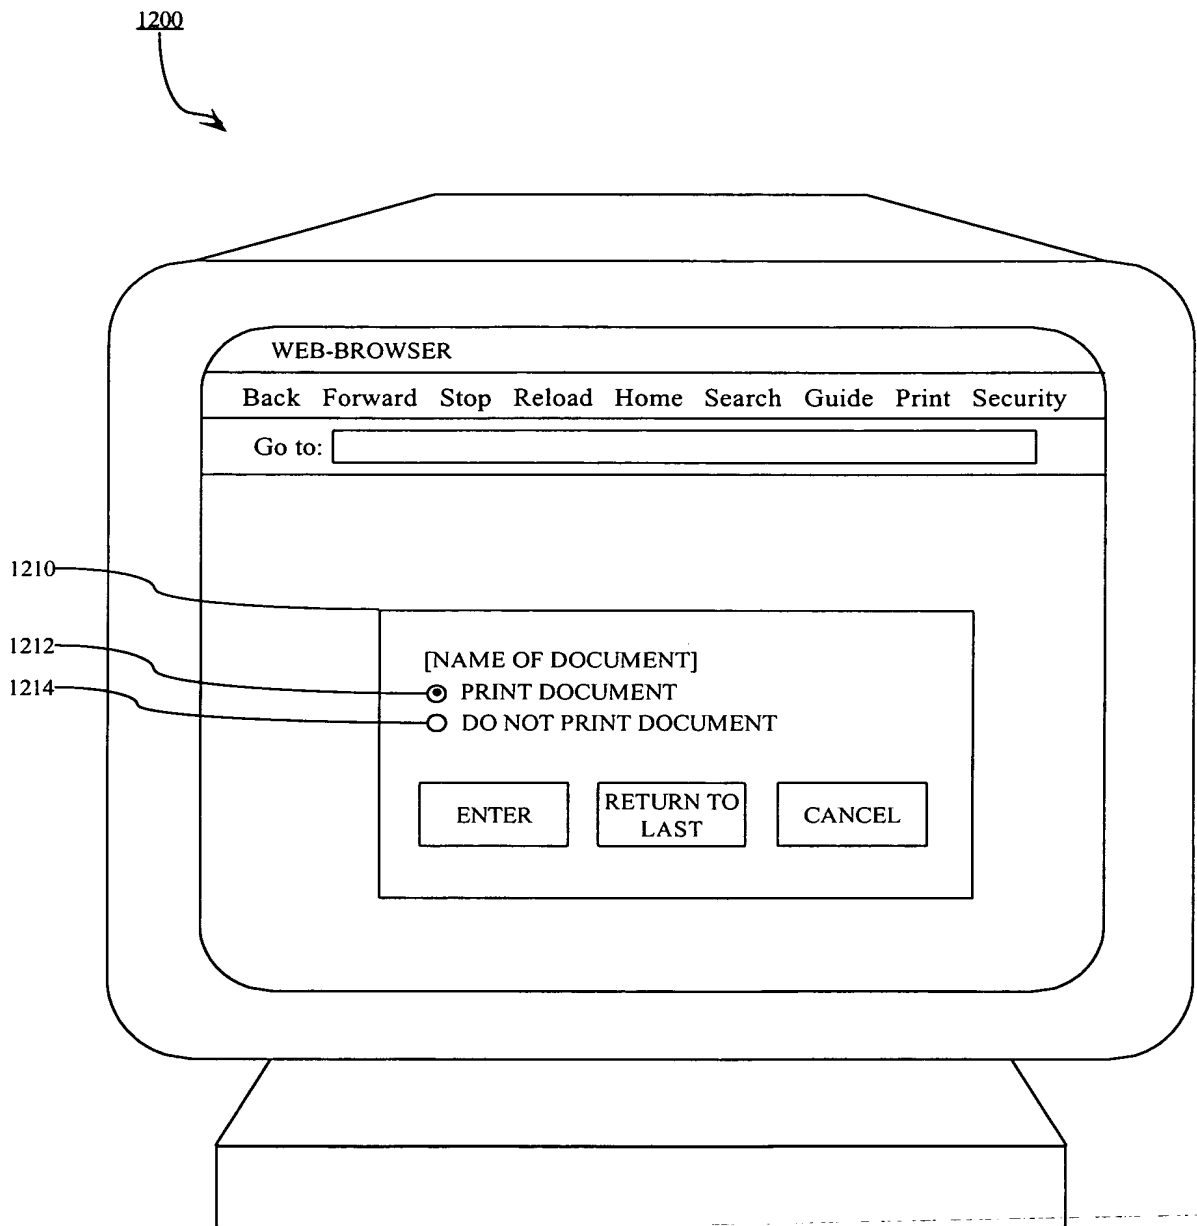 1200
WEB-BROWSER
Back Forward Stop Reload Home Search Guide Print Security
Go to:
1210
1212
1214
[NAME OF DOCUMENT]
PRINT DOCUMENT
DO NOT PRINT DOCUMENT
ENTER
RETURN TO
LAST
CANCEL